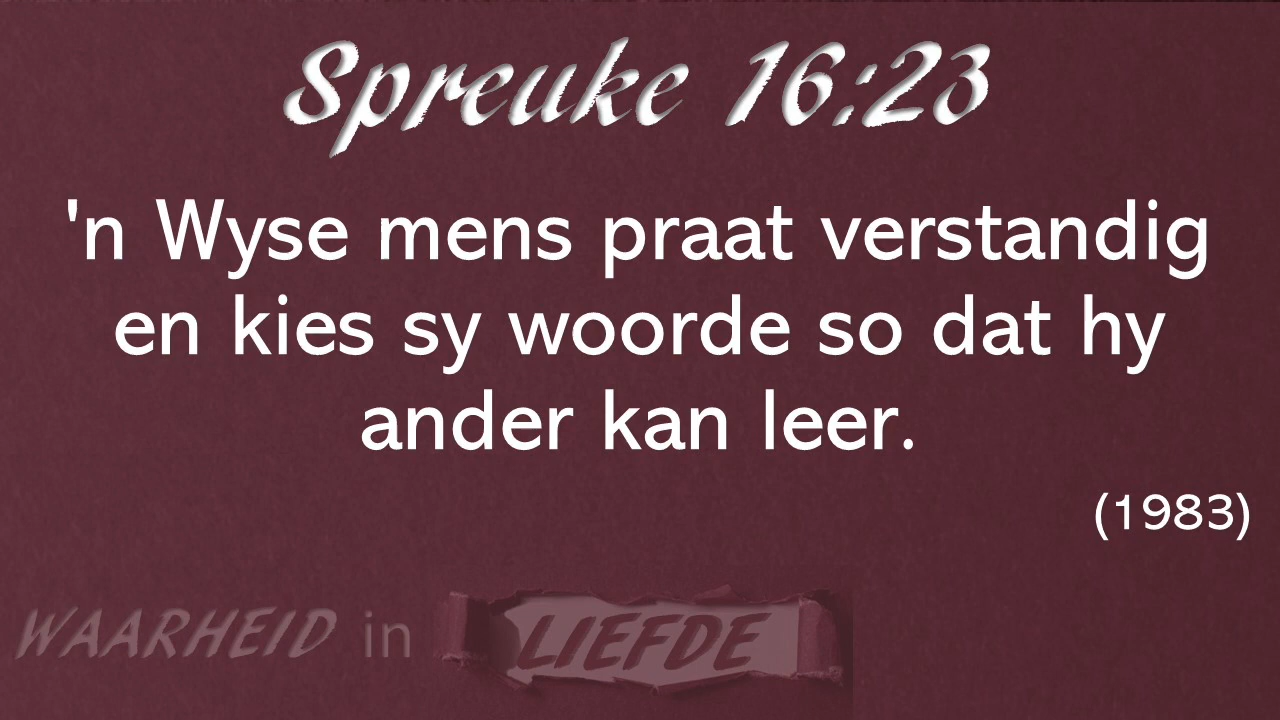 Spreuke 16:23
'n Wyse mens praat verstandig
en kies sy woorde so dat hy
ander kan leer.
(1983)
WAARHEID in LIEFDE